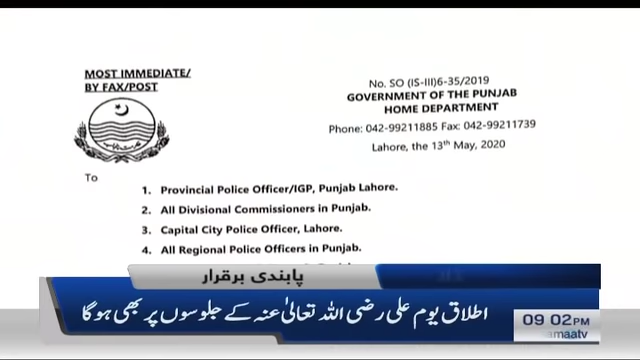 MOST IMMEDIATE/
BY FAX/POST
No. SO (IS-III)6-35/2019
GOVERNMENT OF THE PUNJAB
HOME DEPARTMENT
Phone: 042-99211885 Fax: 042-99211739
Lahore, the 13th May, 2020
To
1. Provincial Police Officer/IGP, Punjab Lahore.
2. All Divisional Commissioners in Punjab.
3. Capital City Police Officer, Lahore.
4. All Regional Police Officers in Punjab.
پابندی برقرار
اطلاق یوم علی رضی اللہ تعالیٰ عنہ کے جلوسوں پر بھی ہوگا
09 02PM
amaatv